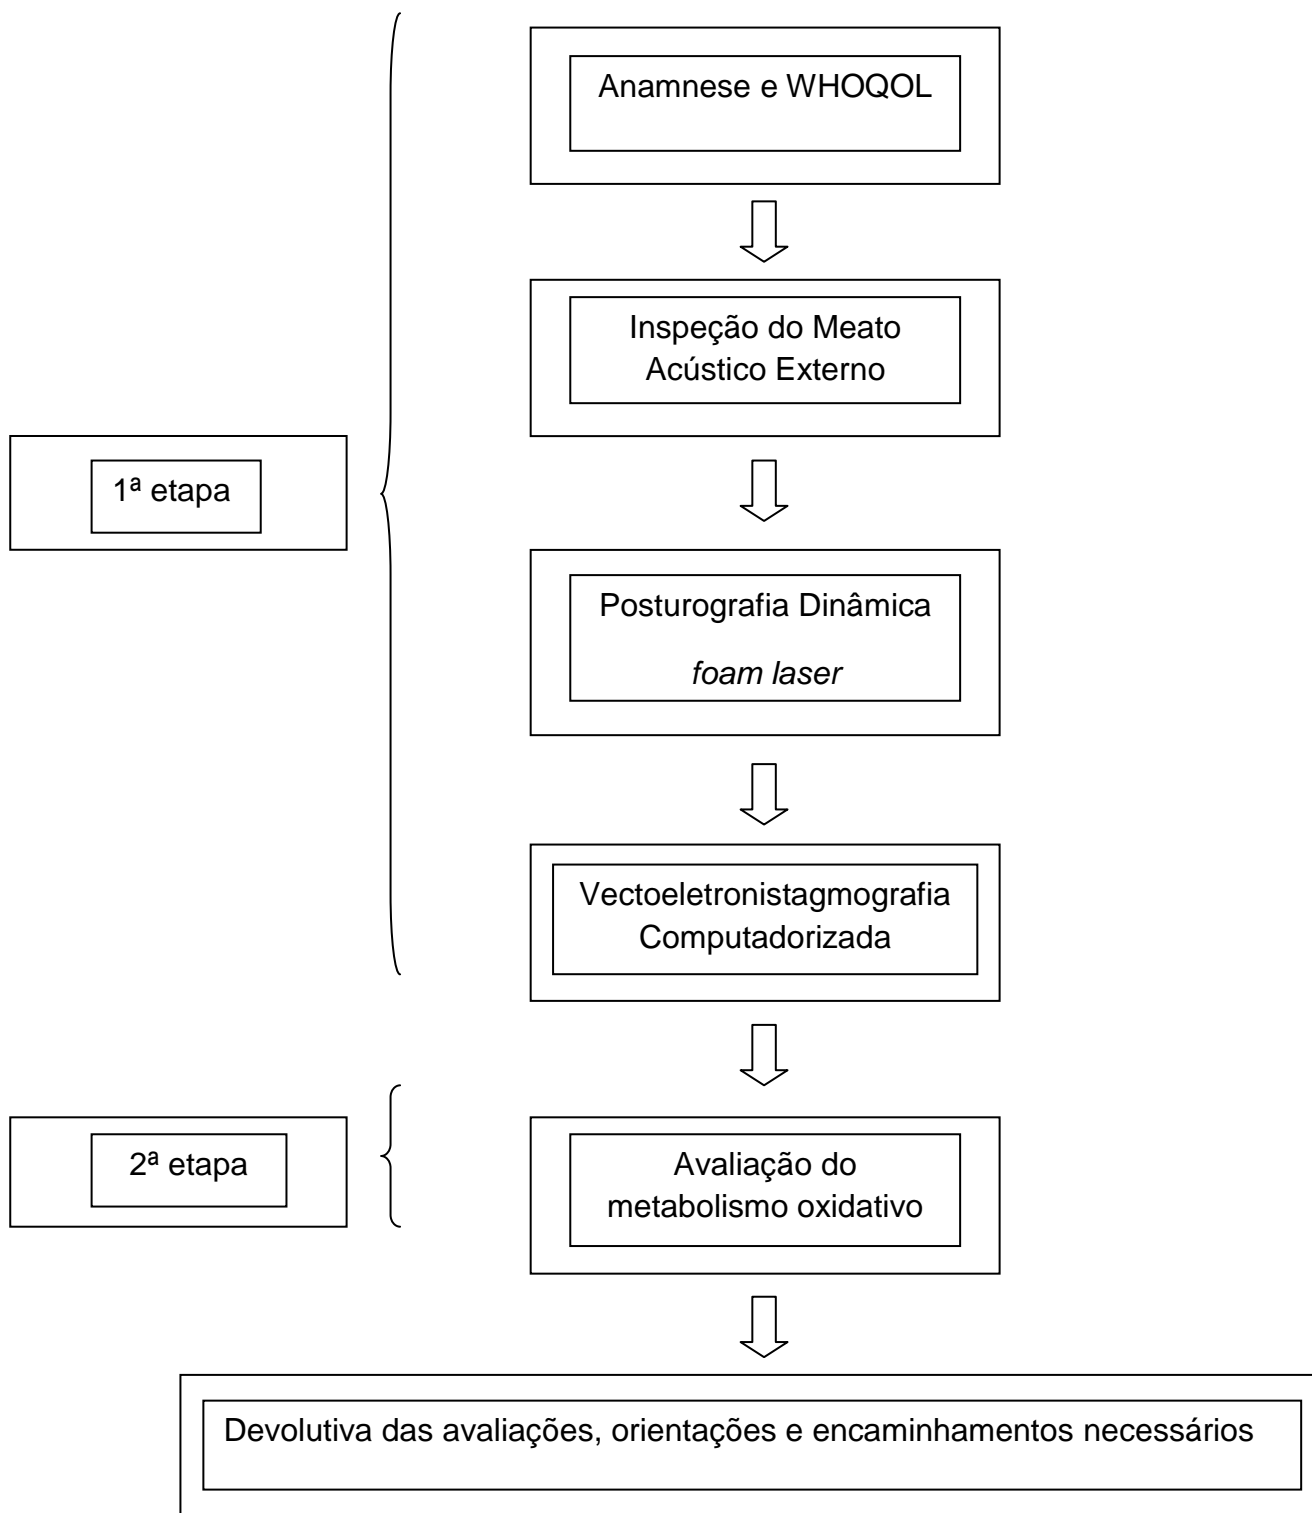 Anamnese e WHOQOL
Inspeção do Meato
Acústico Externo
1ª etapa
Posturografia Dinâmica
foam laser
Vectoeletronistagmografia
Computadorizada
2ª etapa
Avaliação do
metabolismo oxidativo
Devolutiva das avaliações, orientações e encaminhamentos necessários